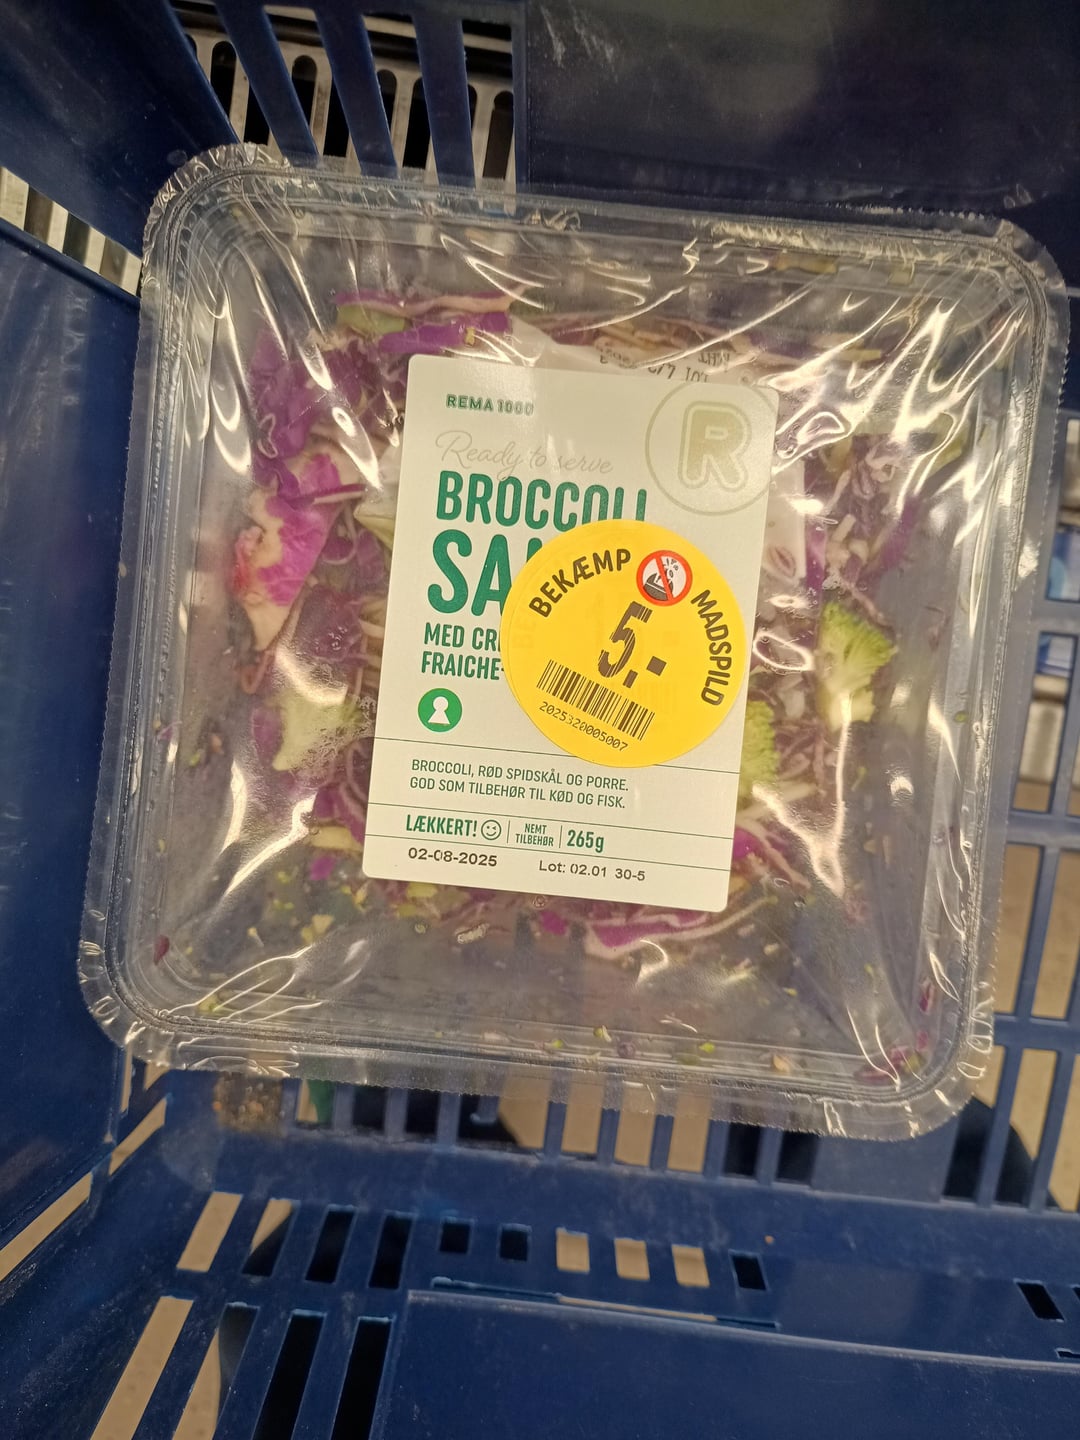 REMA 1000
R
Ready to serve
BROCCOLI
SA
MED CR
FRAICHE-
BEKÆMP MADSPILD
5.-
2025320005007
BROCCOLI, RØD SPIDSKÅL OG PORRE.
GOD SOM TILBEHØR TIL KØD OG FISK.
LÆKKERT! NEMT TILBEHØR 265g
02-08-2025 Lot: 02.01 30-5